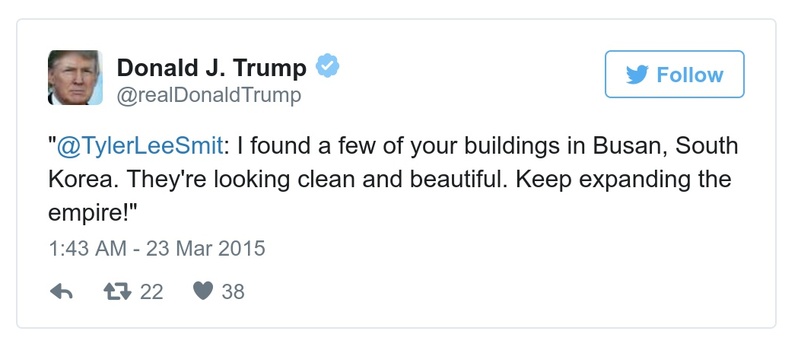 Donald J. Trump
@realDonaldTrump
Follow
"@TylerLeeSmit: I found a few of your buildings in Busan, South
Korea. They're looking clean and beautiful. Keep expanding the
empire!"
1:43 AM - 23 Mar 2015
22 38